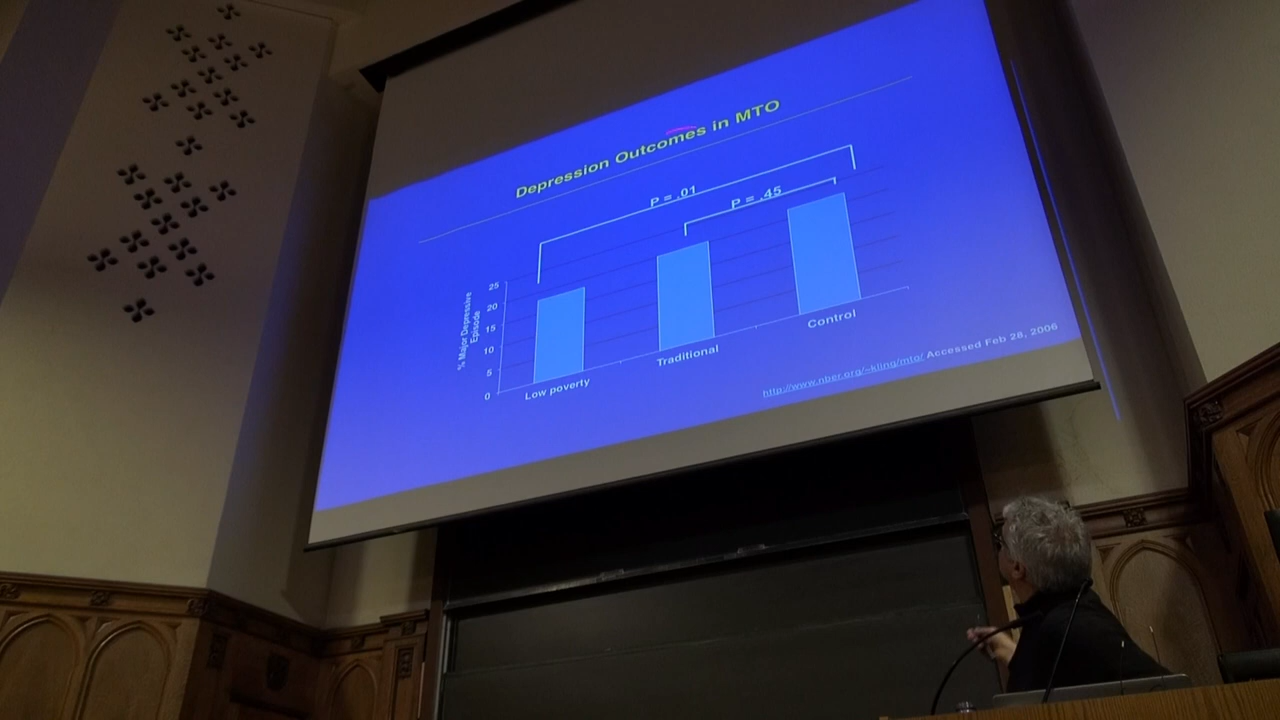 Depression Outcomes in MTO
P = .01
P = .45
% Major Depressive
Episode
25
20
15
10
5
0
Low poverty
Traditional
Control
http://www.nber.org/~kling/mto/ Accessed Feb 28, 2006